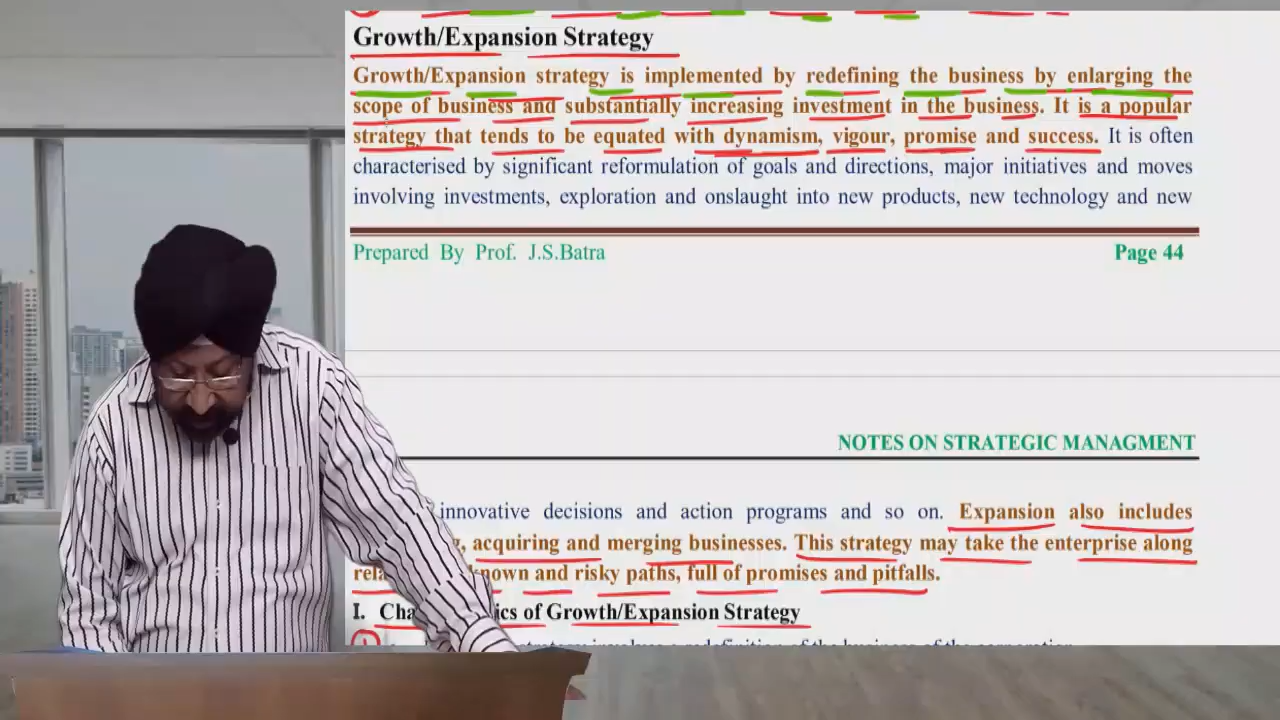 Growth/Expansion Strategy
Growth/Expansion strategy is implemented by redefining the business by enlarging the
scope of business and substantially increasing investment in the business. It is a popular
strategy that tends to be equated with dynamism, vigour, promise and success. It is often
characterised by significant reformulation of goals and directions, major initiatives and moves
involving investments, exploration and onslaught into new products, new technology and new
Prepared By Prof. J.S.Batra
Page 44
NOTES ON STRATEGIC MANAGMENT
innovative decisions and action programs and so on. Expansion also includes
acquiring and merging businesses. This strategy may take the enterprise along
and risky paths, full of promises and pitfalls.
I. of Growth/Expansion Strategy